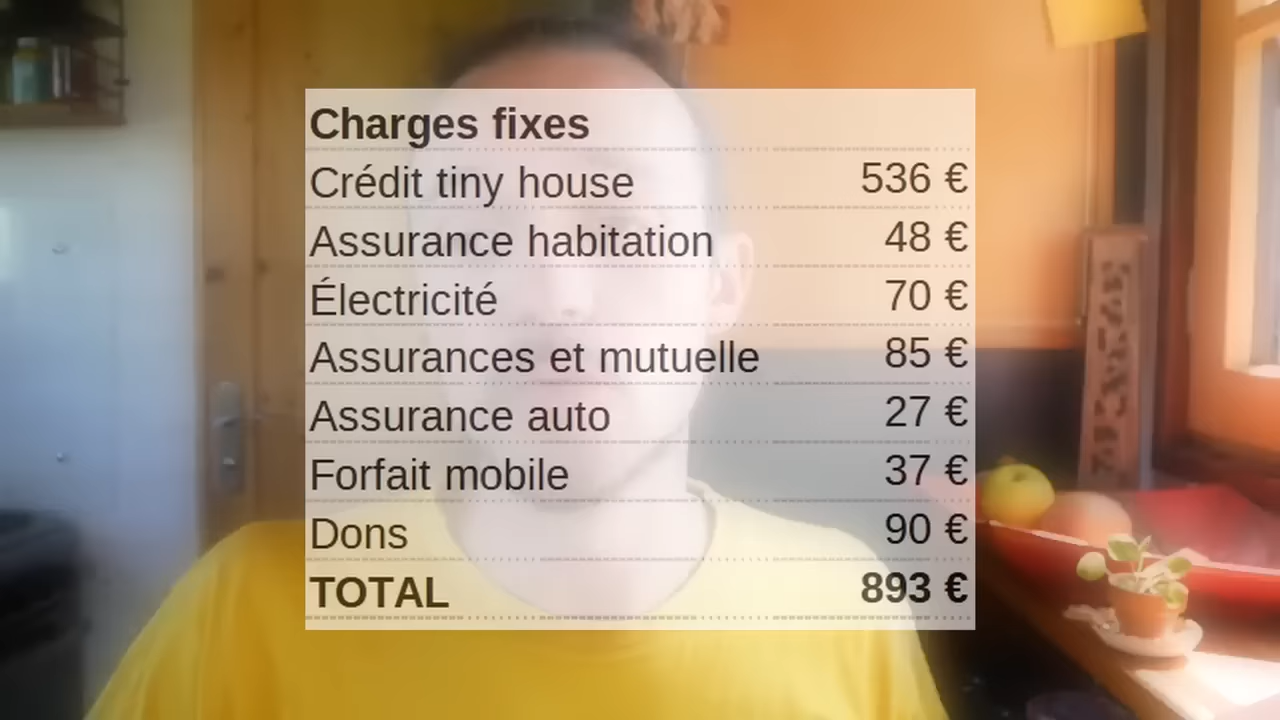 Charges fixes
Crédit tiny house 536 €
Assurance habitation 48 €
Électricité 70 €
Assurances et mutuelle 85 €
Assurance auto 27 €
Forfait mobile 37 €
Dons 90 €
TOTAL 893 €